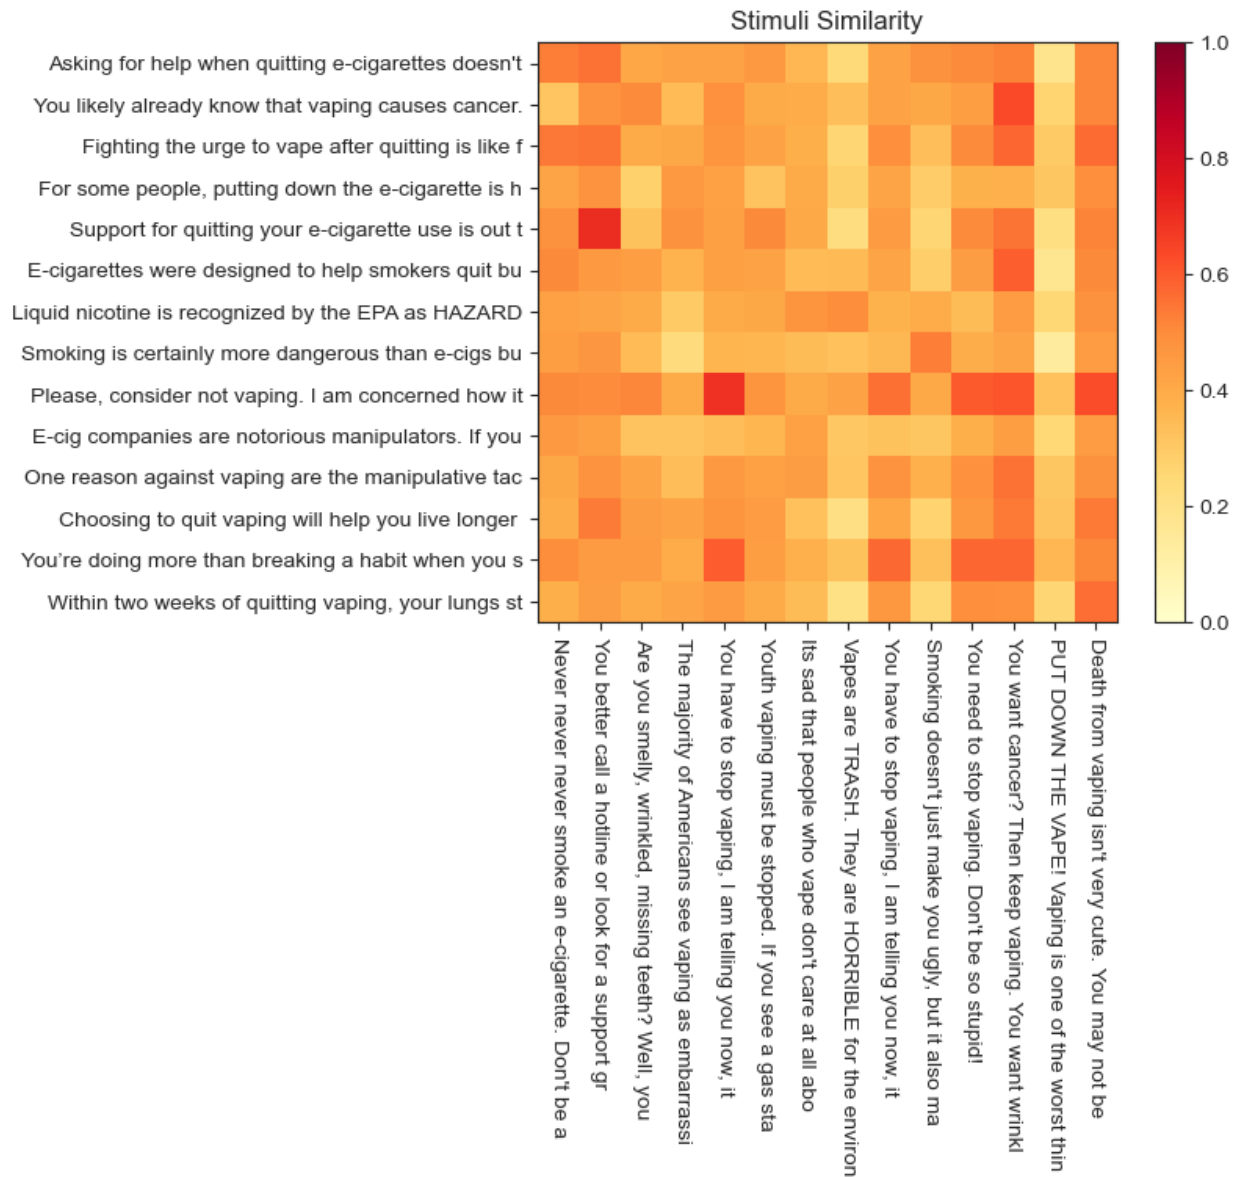 Stimuli Similarity
Asking for help when quitting e-cigarettes doesn't
You likely already know that vaping causes cancer.
Fighting the urge to vape after quitting is like f
For some people, putting down the e-cigarette is h
Support for quitting your e-cigarette use is out t
E-cigarettes were designed to help smokers quit bu
Liquid nicotine is recognized by the EPA as HAZARD
Smoking is certainly more dangerous than e-cigs bu
Please, consider not vaping. I am concerned how it
E-cig companies are notorious manipulators. If you
One reason against vaping are the manipulative tac
Choosing to quit vaping will help you live longer
You’re doing more than breaking a habit when you s
Within two weeks of quitting vaping, your lungs st
Never never never smoke an e-cigarette. Don't be a
You better call a hotline or look for a support gr
Are you smelly, wrinkled, missing teeth? Well, you
The majority of Americans see vaping as embarrassi
You have to stop vaping, I am telling you now, it
Youth vaping must be stopped. If you see a gas sta
Its sad that people who vape don't care at all abo
Vapes are TRASH. They are HORRIBLE for the environ
You have to stop vaping, I am telling you now, it
Smoking doesn't just make you ugly, but it also ma
You need to stop vaping. Don't be so stupid!
You want cancer? Then keep vaping. You want wrinkl
PUT DOWN THE VAPE! Vaping is one of the worst thin
Death from vaping isn't very cute. You may not be
1.0
0.8
0.6
0.4
0.2
0.0